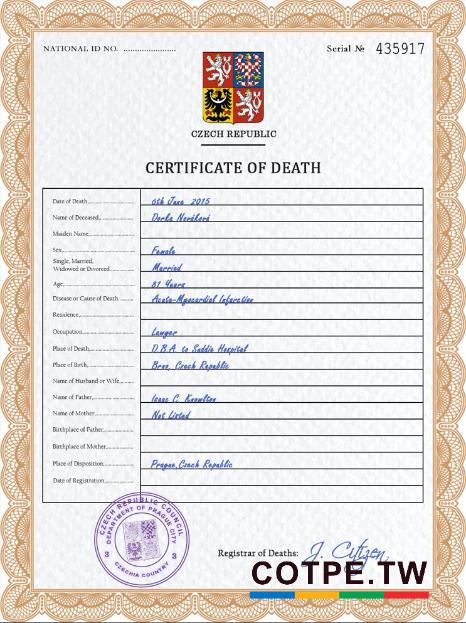 NATIONAL ID NO. ........................
Serial № 435917
CZECH REPUBLIC
CERTIFICATE OF DEATH
Date of Death 6th June 2015
Name of Deceased, Dorka Nováková
Maiden Name
Sex Female
Single, Married,
Widowed or Divorced Married
Age 81 Years
Disease or Cause of Death Acute-Myocardial Infarction
Residence
Occupation Lawyer
Place of Death D.B.A. to Saddie Hospital
Place of Birth Brno, Czech Republic
Name of Husband or Wife
Name of Father Isaac C. Knowlton
Name of Mother Not Listed
Birthplace of Father
Birthplace of Mother
Place of Disposition Prague, Czech Republic
Date of Registration
CZECH REPUBLIC COUNCIL
DEPARTMENT OF PRAGUE CITY
3 3
CZECHIA COUNTRY
Registrar of Deaths: J. Citizen
COTPE.TW